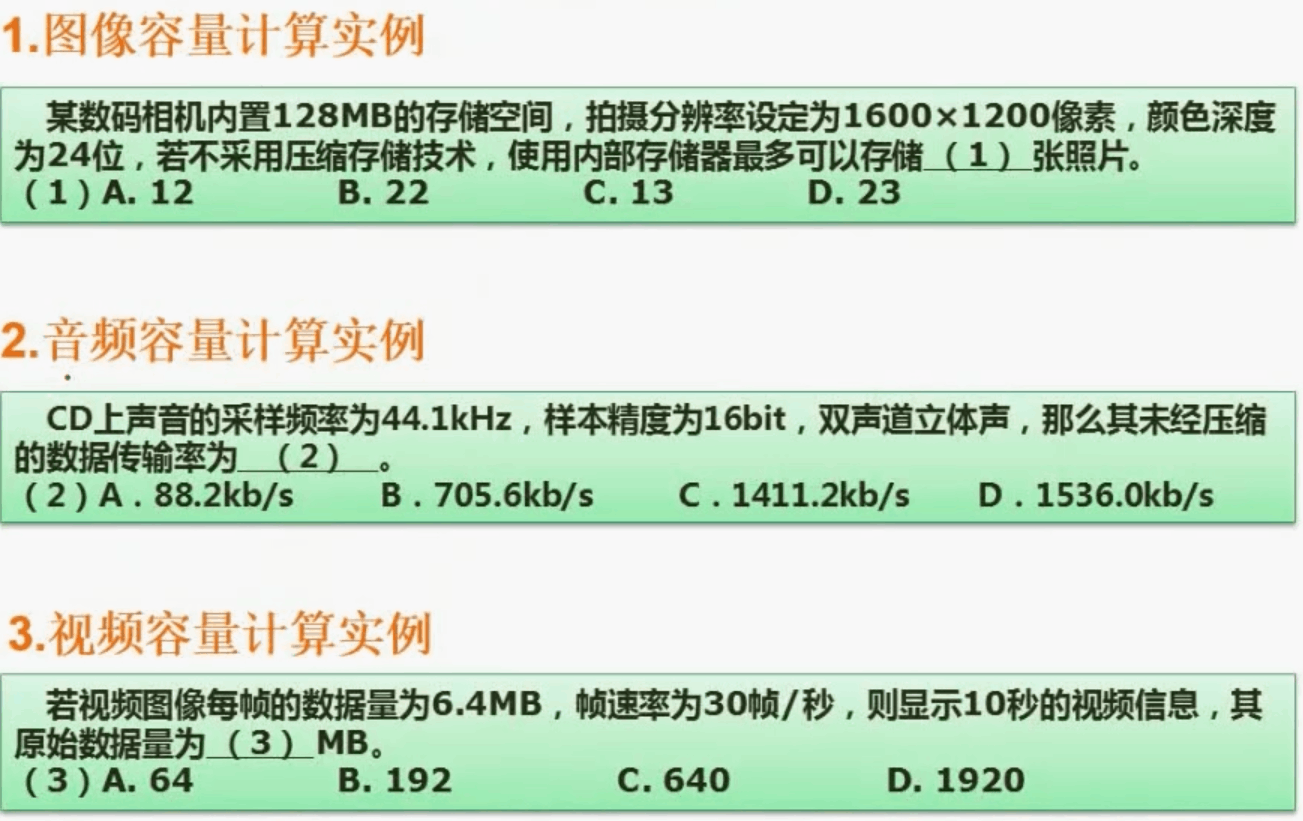 1.图像容量计算实例
某数码相机内置128MB的存储空间，拍摄分辨率设定为1600×1200像素，颜色深度
为24位，若不采用压缩存储技术，使用内部存储器最多可以存储（1）张照片。
（1）A. 12 B. 22 C. 13 D. 23
2.音频容量计算实例
CD上声音的采样频率为44.1kHz，样本精度为16bit，双声道立体声，那么其未经压缩
的数据传输率为（2）。
（2）A．88.2kb/s B．705.6kb/s C．1411.2kb/s D．1536.0kb/s
3.视频容量计算实例
若视频图像每帧的数据量为6.4MB，帧速率为30帧/秒，则显示10秒的视频信息，其
原始数据量为（3）MB。
（3）A. 64 B. 192 C. 640 D. 1920